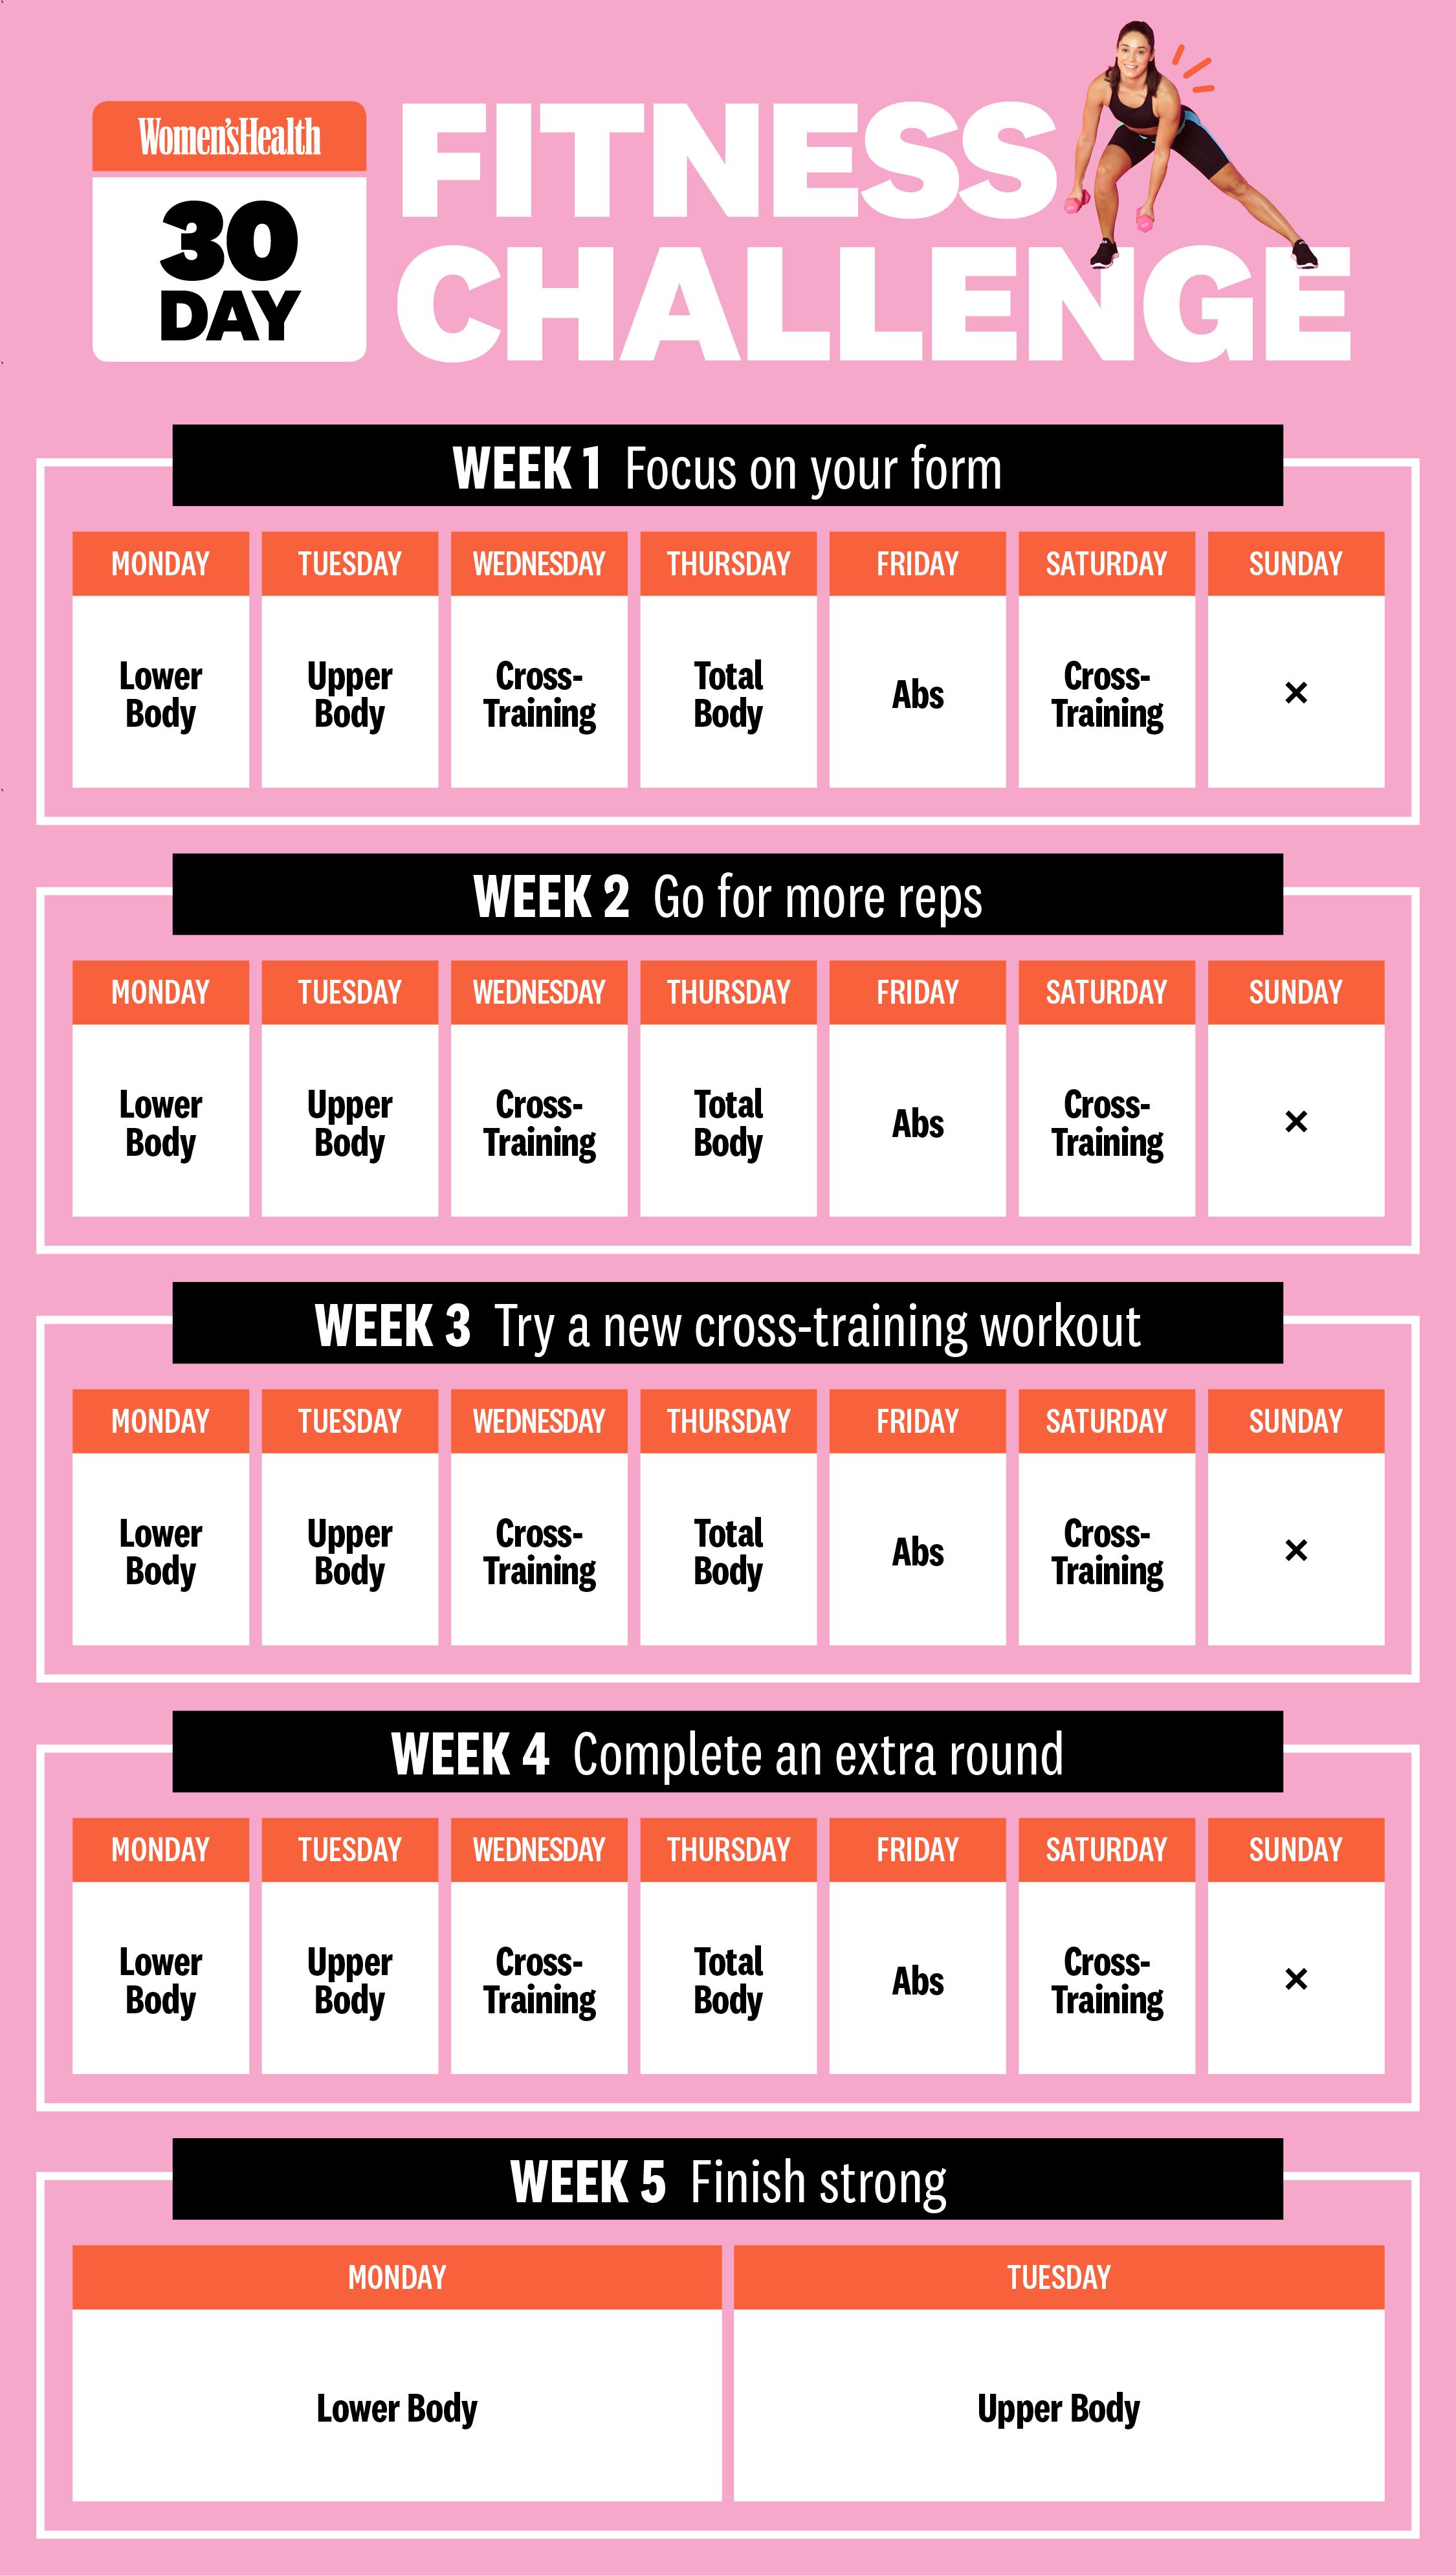 Women'sHealth
30
DAY
FITNESS
CHALLENGE
WEEK 1 Focus on your form
MONDAY TUESDAY WEDNESDAY THURSDAY FRIDAY SATURDAY SUNDAY
Lower Upper Cross- Total Abs Cross- ×
Body Body Training Body Training
WEEK 2 Go for more reps
MONDAY TUESDAY WEDNESDAY THURSDAY FRIDAY SATURDAY SUNDAY
Lower Upper Cross- Total Abs Cross- ×
Body Body Training Body Training
WEEK 3 Try a new cross-training workout
MONDAY TUESDAY WEDNESDAY THURSDAY FRIDAY SATURDAY SUNDAY
Lower Upper Cross- Total Abs Cross- ×
Body Body Training Body Training
WEEK 4 Complete an extra round
MONDAY TUESDAY WEDNESDAY THURSDAY FRIDAY SATURDAY SUNDAY
Lower Upper Cross- Total Abs Cross- ×
Body Body Training Body Training
WEEK 5 Finish strong
MONDAY TUESDAY
Lower Body Upper Body